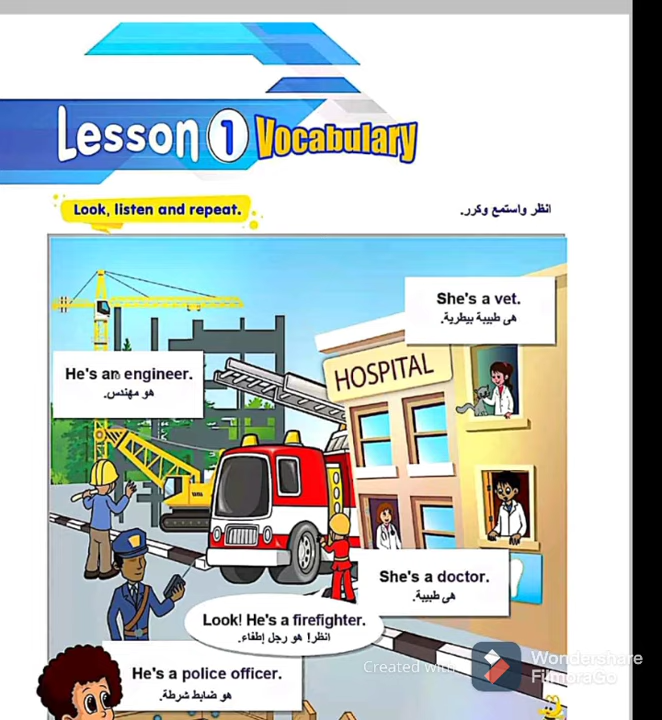 Lesson 1 Vocabulary
Look, listen and repeat.
انظر واستمع وكرر.
She's a vet.
هى طبيبة بيطرية.
HOSPITAL
He's an engineer.
هو مهندس.
She's a doctor.
هى طبيبة.
Look! He's a firefighter.
انظر! هو رجل إطفاء.
He's a police officer.
هو ضابط شرطة.
Created with
Wondershare
FilmoraGo